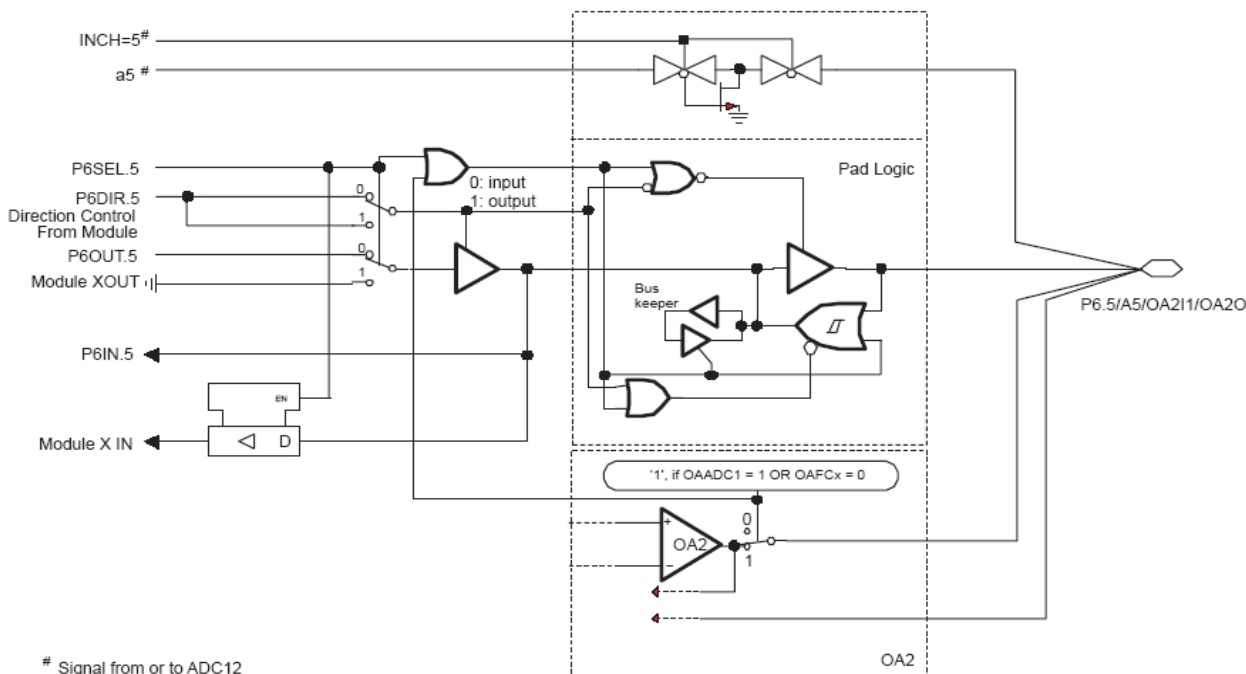 INCH=5#
a5 #
P6SEL.5
P6DIR.5
Direction Control
From Module
P6OUT.5
Module XOUT
P6IN.5
Module X IN
EN
D
0
1
0
1
0: input
1: output
Pad Logic
Bus
keeper
P6.5/A5/OA2I1/OA2O
'1', if OAADC1 = 1 OR OAFCx = 0
+
OA2
−
0
1
OA2
# Signal from or to ADC12